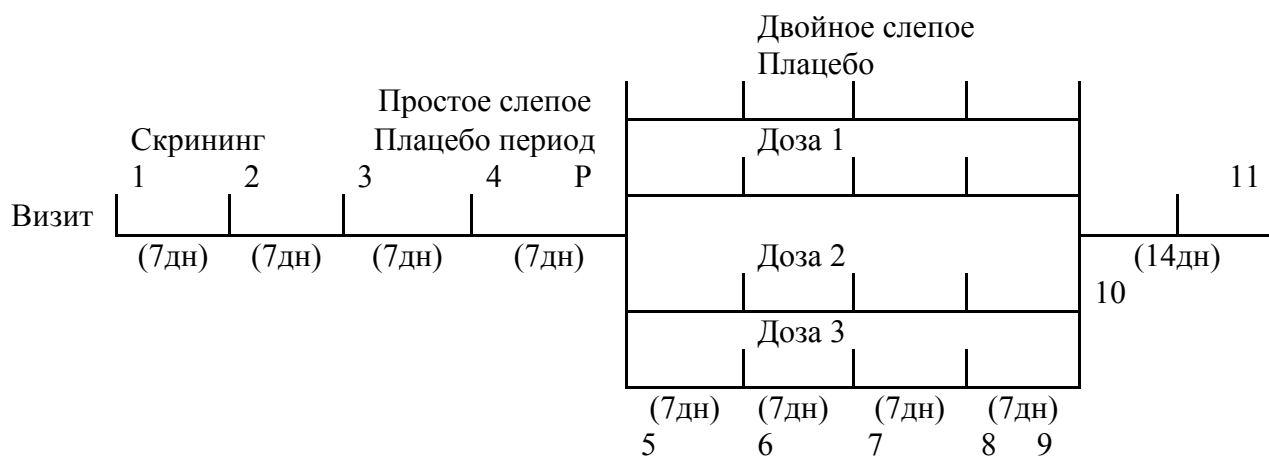 Двойное слепое
Плацебо
Простое слепое
Скрининг Плацебо период
1 2 3 4 Р
Доза 1
11
Визит
(7дн) (7дн) (7дн) (7дн)
Доза 2
(14дн)
10
Доза 3
(7дн) (7дн) (7дн) (7дн)
5 6 7 8 9